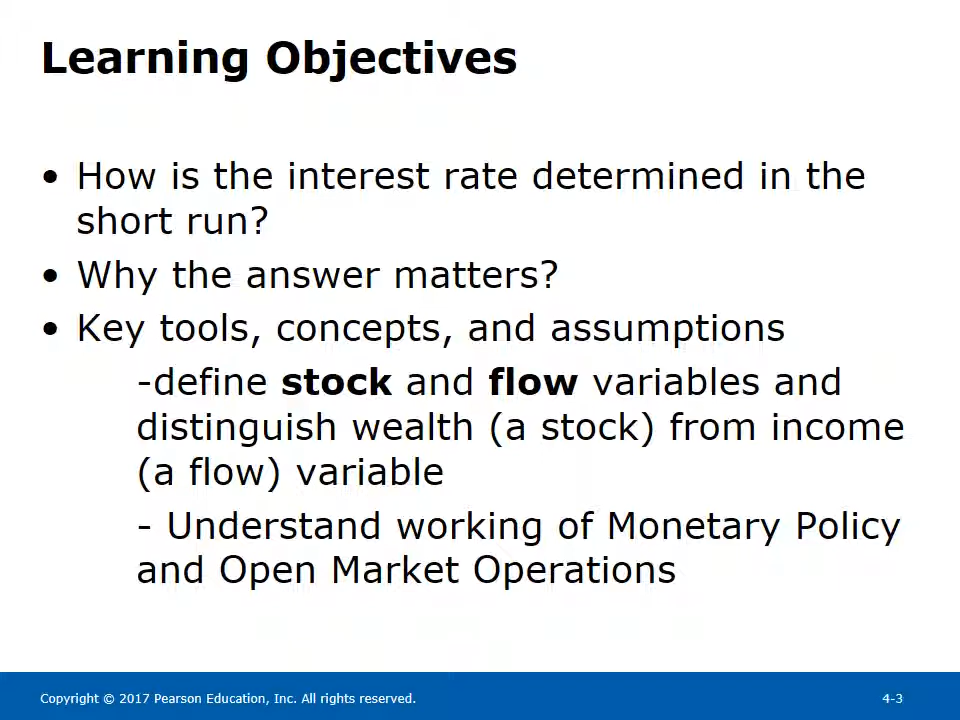 Learning Objectives
• How is the interest rate determined in the
short run?
• Why the answer matters?
• Key tools, concepts, and assumptions
-define stock and flow variables and
distinguish wealth (a stock) from income
(a flow) variable
- Understand working of Monetary Policy
and Open Market Operations
Copyright © 2017 Pearson Education, Inc. All rights reserved.
4-3